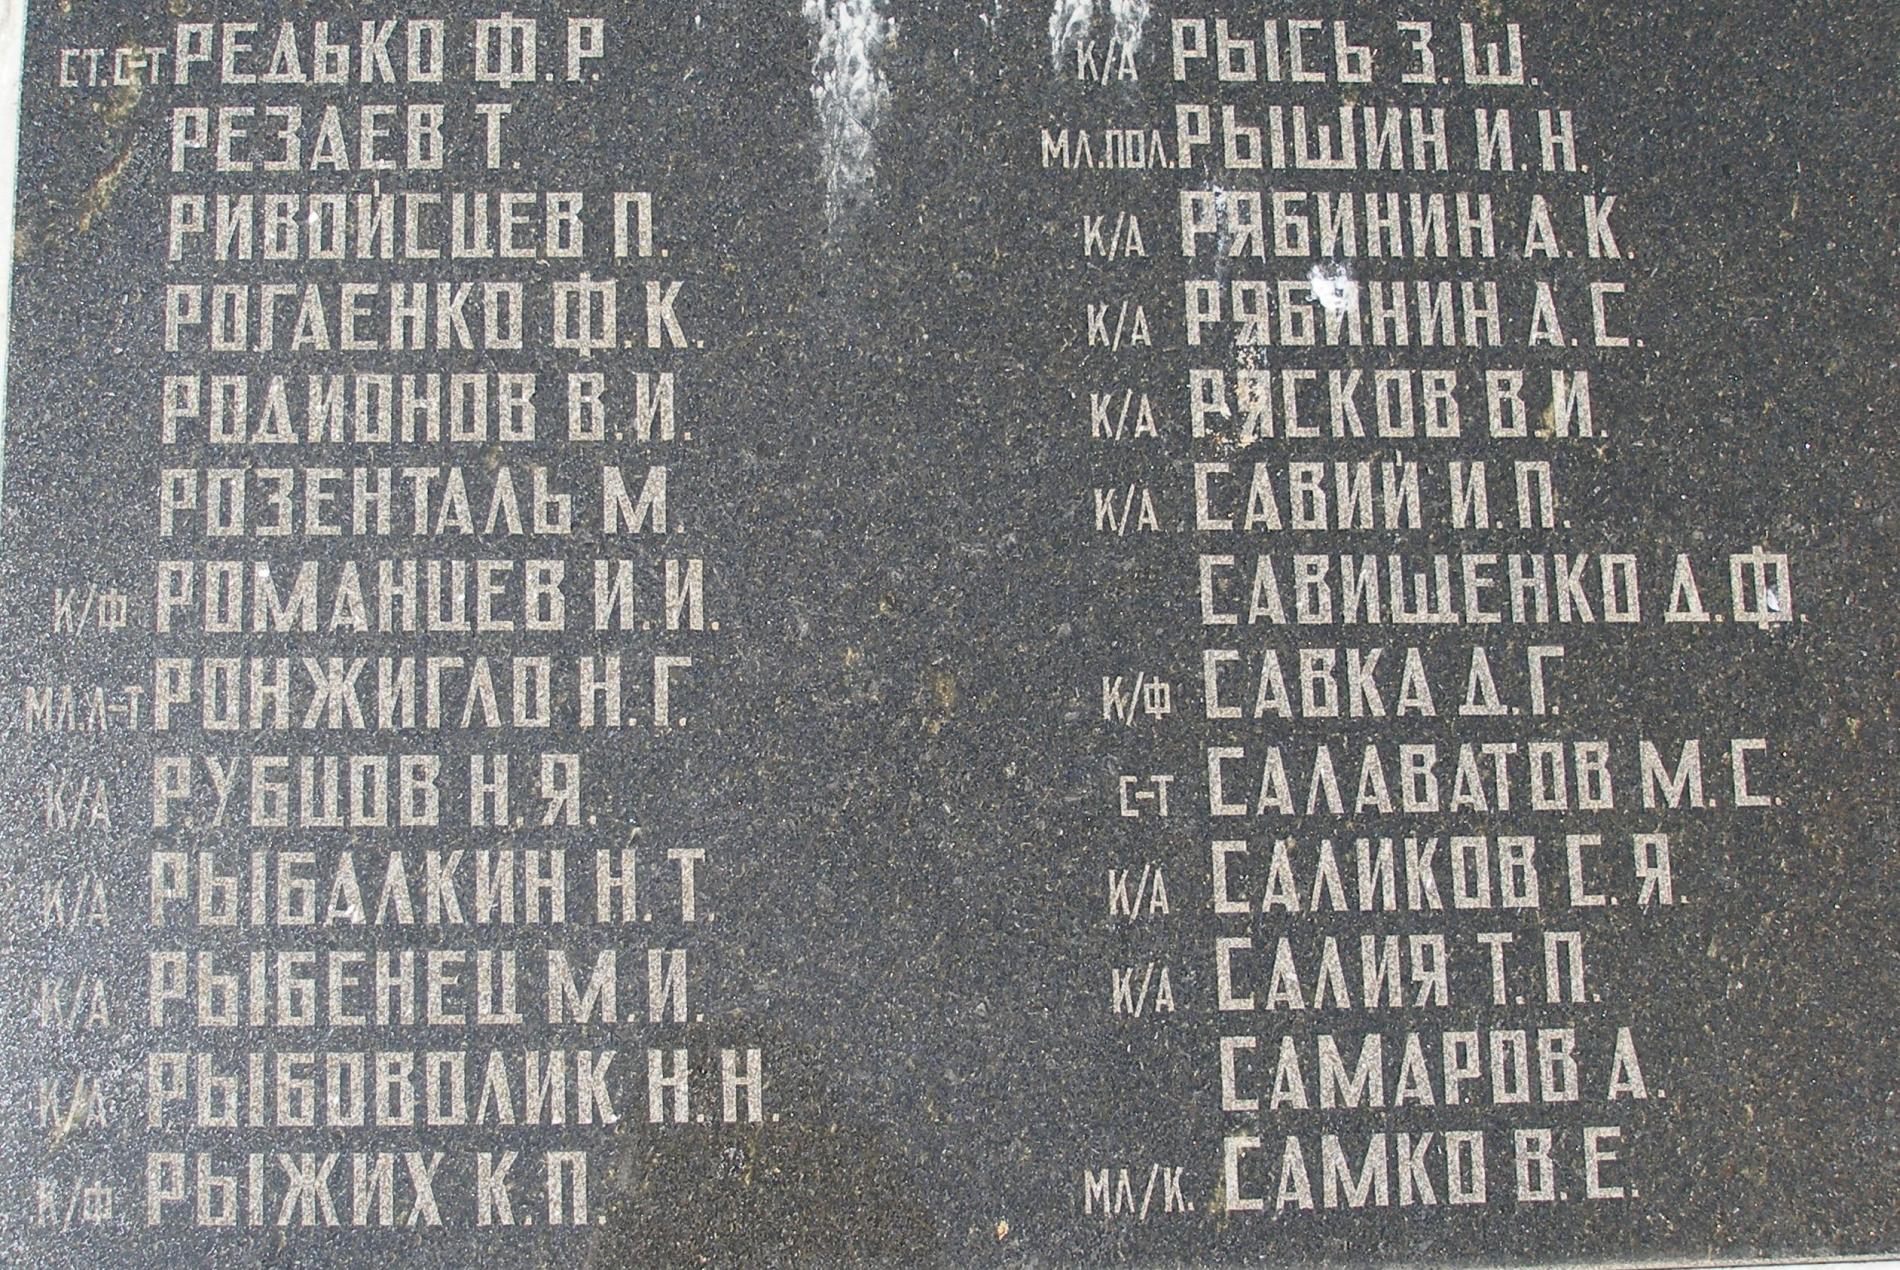 СТ.С-Т РЕДЬКО Ф.Р.
РЕЗАЕВ Т.
РИВОЙСЦЕВ П.
РОГАЕНКО Ф.К.
РОДИОНОВ В.И.
РОЗЕНТАЛЬ М.
К/Ф РОМАНЦЕВ И.И.
МЛ.Л-Т РОНЖИГЛО Н.Г.
К/А РУБЦОВ Н.Я.
К/А РЫБАЛКИН Н.Т.
К/А РЫБЕНЕЦ М.И.
К/А РЫБОВОЛИК Н.Н.
К/Ф РЫЖИХ К.П.
К/А РЫСЬ З.Ш.
МЛ.ПОЛ. РЫШИН И.Н.
К/А РЯБИНИН А.К.
К/А РЯБИНИН А.С.
К/А РЯСКОВ В.И.
К/А САВИЙ И.П.
САВИЩЕНКО Д.Ф.
К/Ф САВКА Д.Г.
С-Т САЛАВАТОВ М.С.
К/А САЛИКОВ С.Я.
К/А САЛИЯ Т.П.
САМАРОВ А.
МЛ/К. САМКО В.Е.